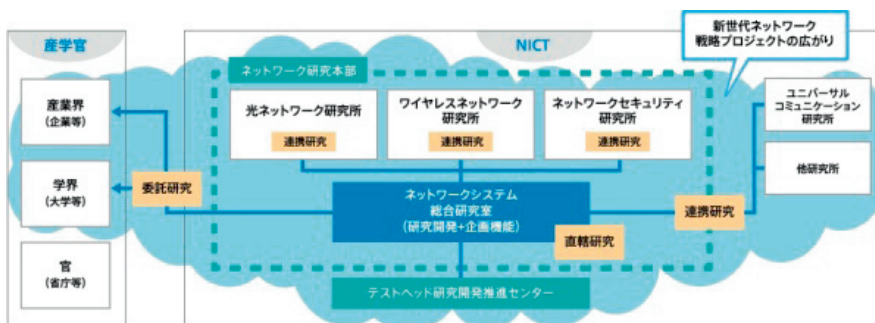 産学官
NICT
新世代ネットワーク
戦略プロジェクトの広がり
ネットワーク研究本部
産業界
(企業等)
光ネットワーク研究所
連携研究
ワイヤレスネットワーク
研究所
連携研究
ネットワークセキュリティ
研究所
連携研究
ユニバーサル
コミュニケーション
研究所
学界
(大学等)
委託研究
ネットワークシステム
総合研究室
(研究開発+企画機能)
直轄研究
連携研究
他研究所
官
(省庁等)
テストヘッド研究開発推進センター